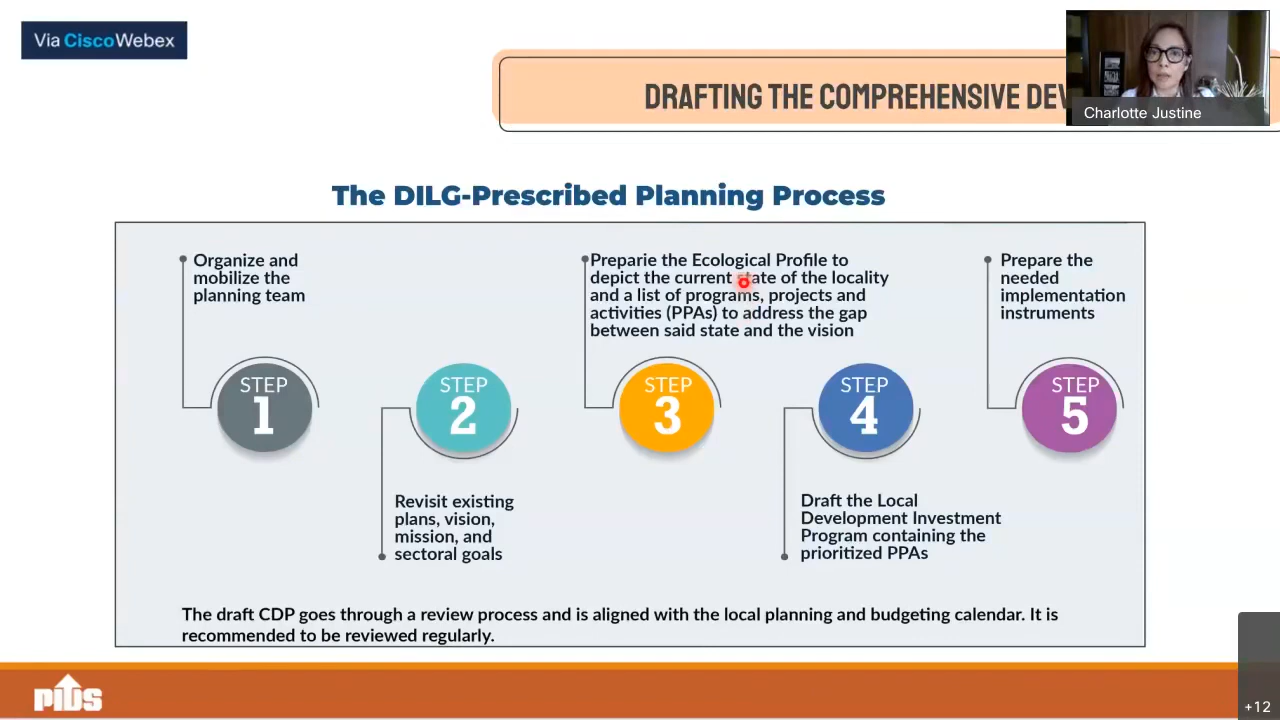 Via CiscoWebex
DRAFTING THE COMPREHENSIVE DEV
Charlotte Justine
The DILG-Prescribed Planning Process
Organize and
mobilize the
planning team
STEP
1
Revisit existing
plans, vision,
mission, and
sectoral goals
STEP
2
Preparie the Ecological Profile to
depict the current state of the locality
and a list of programs, projects and
activities (PPAs) to address the gap
between said state and the vision
STEP
3
Draft the Local
Development Investment
Program containing the
prioritized PPAs
STEP
4
Prepare the
needed
implementation
instruments
STEP
5
The draft CDP goes through a review process and is aligned with the local planning and budgeting calendar. It is
recommended to be reviewed regularly.
PIDS
+12